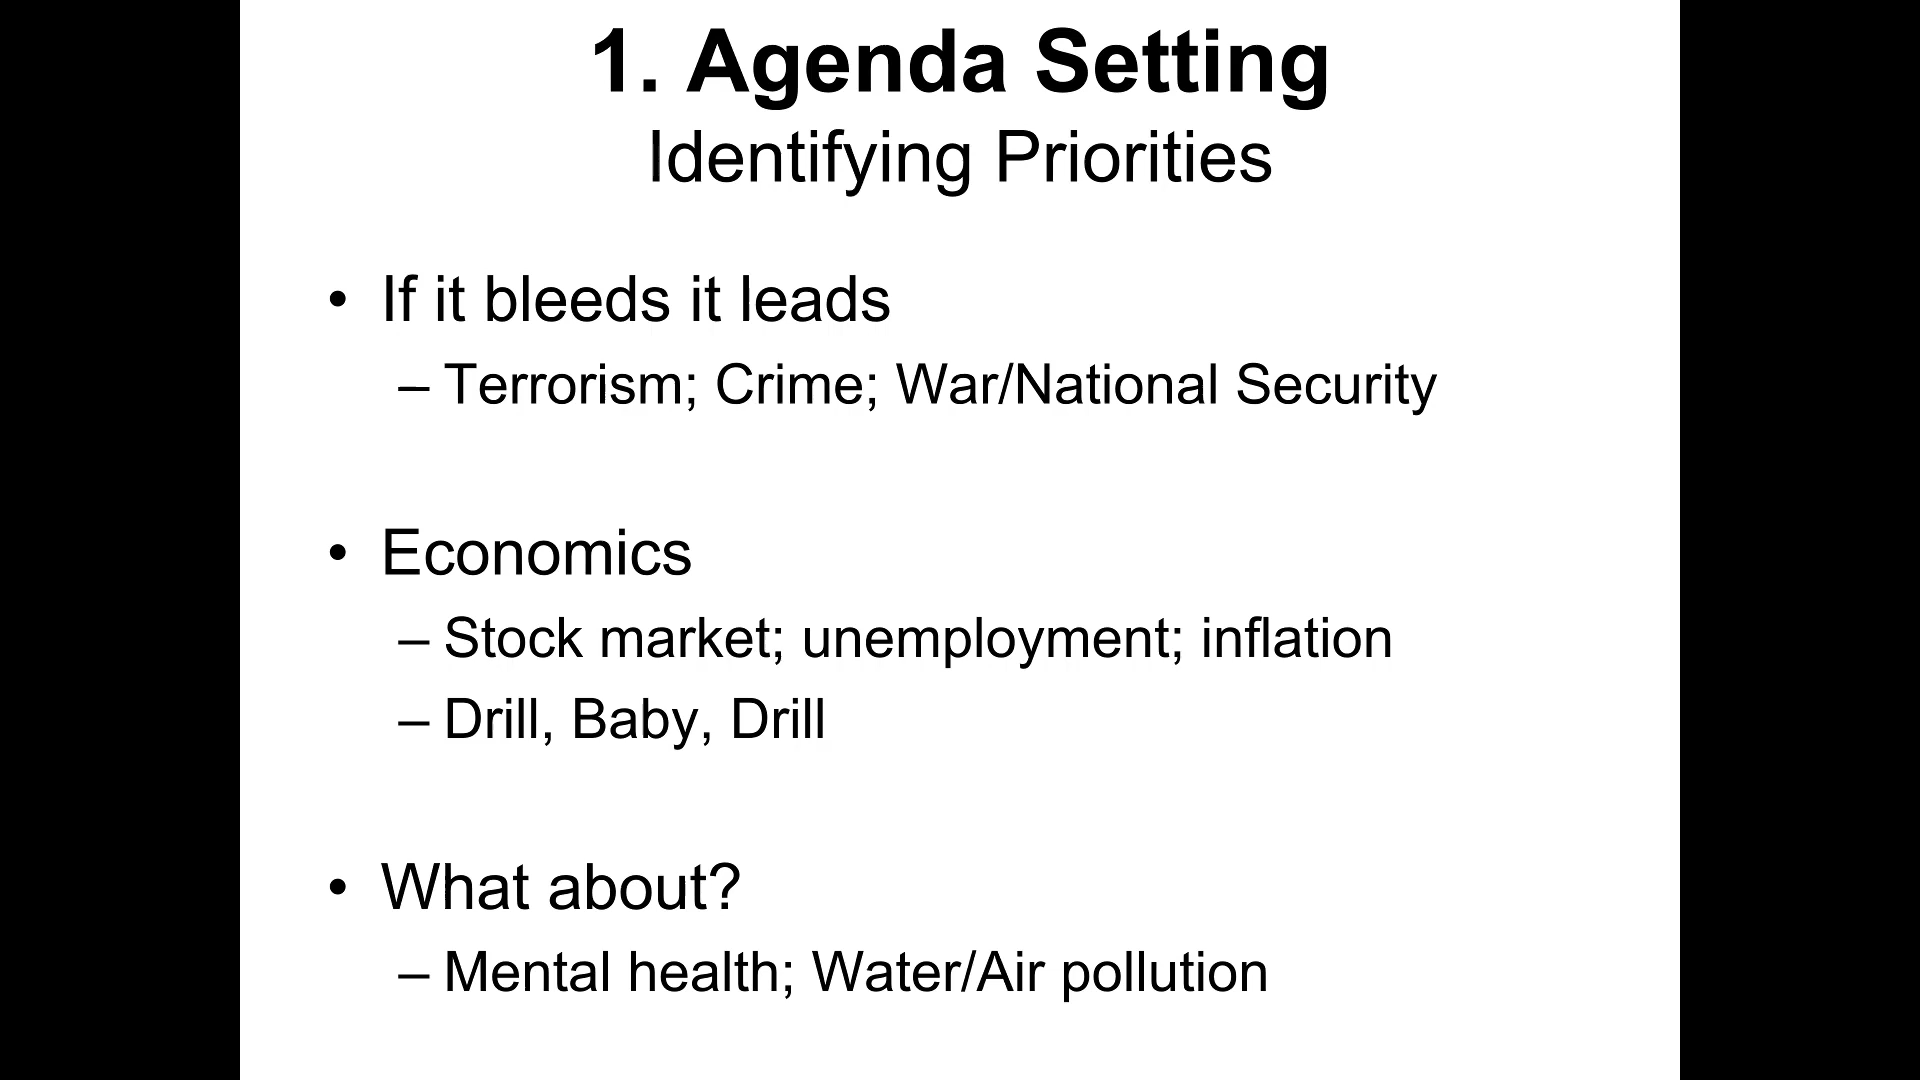 1. Agenda Setting
Identifying Priorities
• If it bleeds it leads
– Terrorism; Crime; War/National Security
• Economics
– Stock market; unemployment; inflation
– Drill, Baby, Drill
• What about?
– Mental health; Water/Air pollution